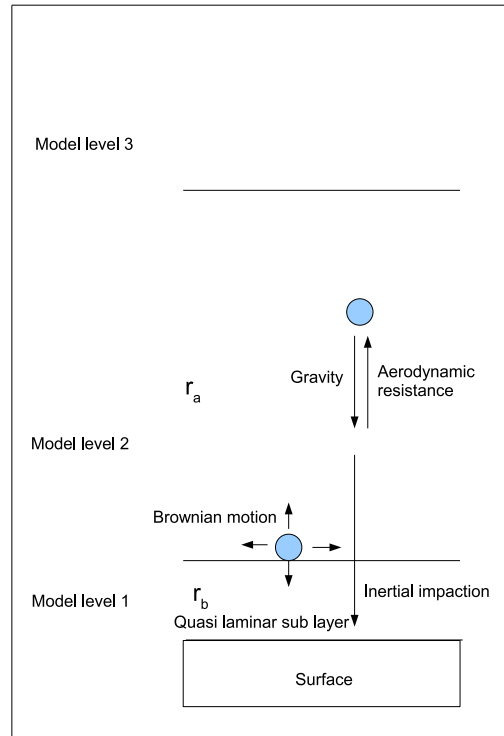 Model level 3
Gravity
Aerodynamic
resistance
r_a
Model level 2
Brownian motion
Inertial impaction
r_b
Model level 1
Quasi laminar sub layer
Surface